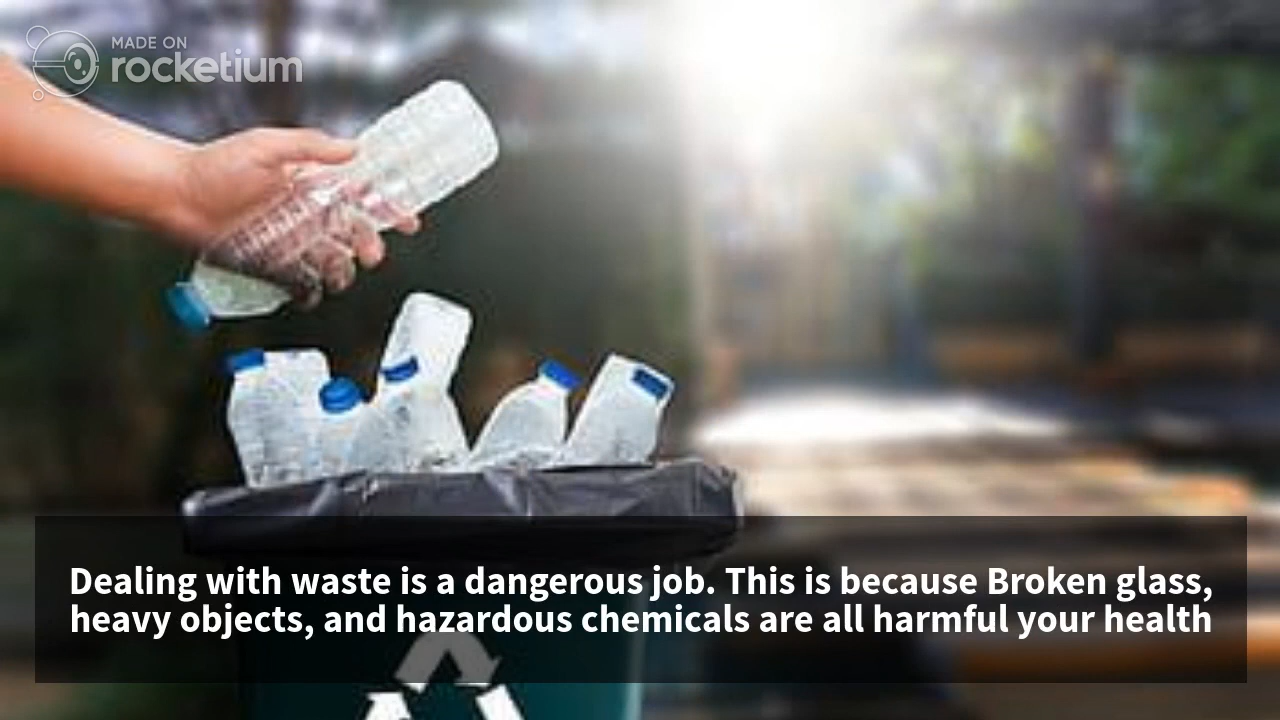 MADE ON
rocketium
Dealing with waste is a dangerous job. This is because Broken glass,
heavy objects, and hazardous chemicals are all harmful your health